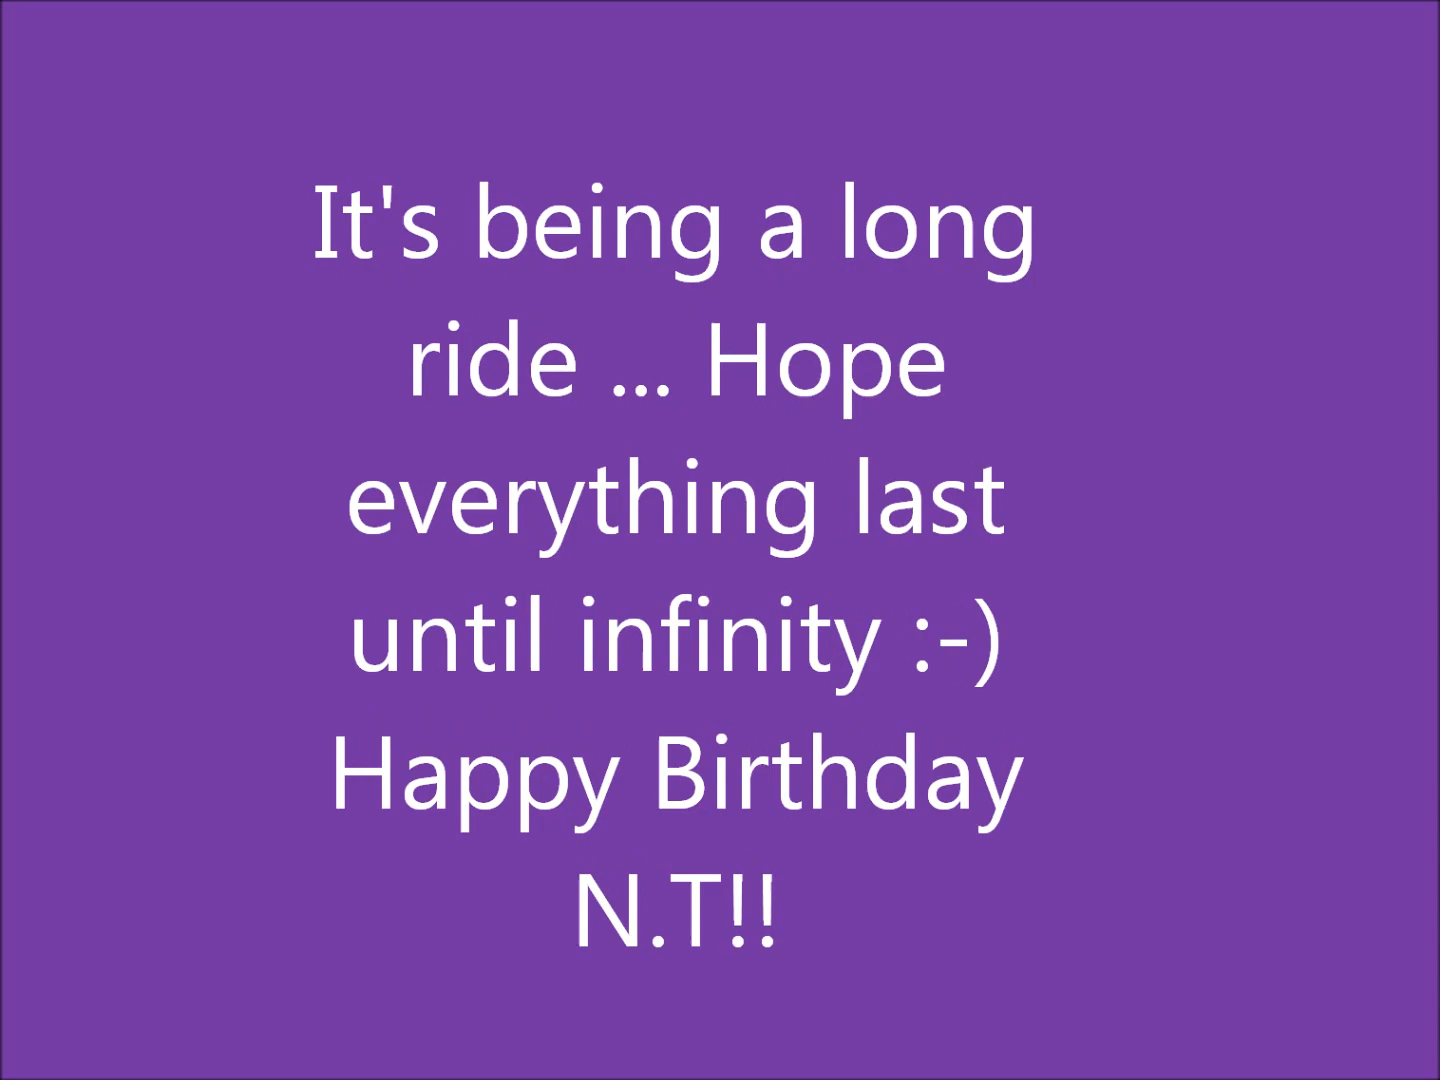 It's being a long
ride ... Hope
everything last
until infinity :-)
Happy Birthday
N.T!!